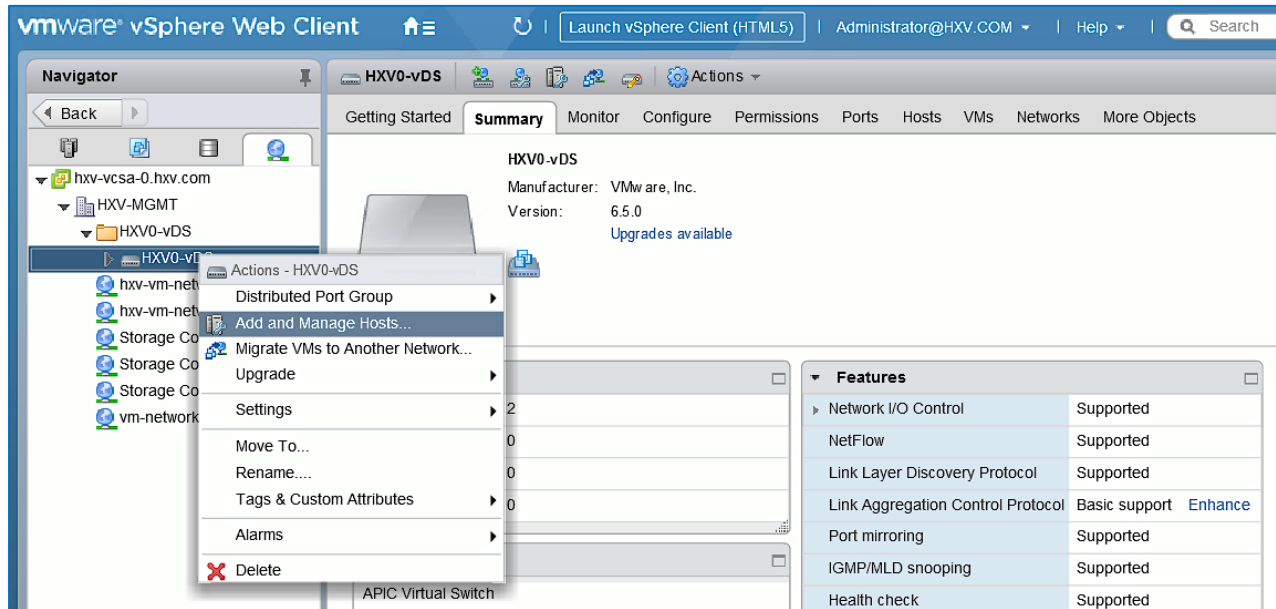 vmware® vSphere Web Client
Launch vSphere Client (HTML5)
Administrator@HXV.COM
Help
Search
Navigator
HXV0-vDS
Actions
Back
Getting Started
Summary
Monitor
Configure
Permissions
Ports
Hosts
VMs
Networks
More Objects
hxv-vcsa-0.hxv.com
HXV-MGMT
HXV0-vDS
HXV0-vDS
hxv-vm-net
hxv-vm-net
Storage Co
Storage Co
Storage Co
vm-network
HXV0-vDS
Manufacturer: VMware, Inc.
Version: 6.5.0
Upgrades available
Actions - HXV0-vDS
Distributed Port Group
Add and Manage Hosts...
Migrate VMs to Another Network...
Upgrade
Settings
Move To...
Rename....
Tags & Custom Attributes
Alarms
Delete
2
0
0
0
APIC Virtual Switch
Features
Network I/O Control Supported
NetFlow Supported
Link Layer Discovery Protocol Supported
Link Aggregation Control Protocol Basic support Enhance
Port mirroring Supported
IGMP/MLD snooping Supported
Health check Supported